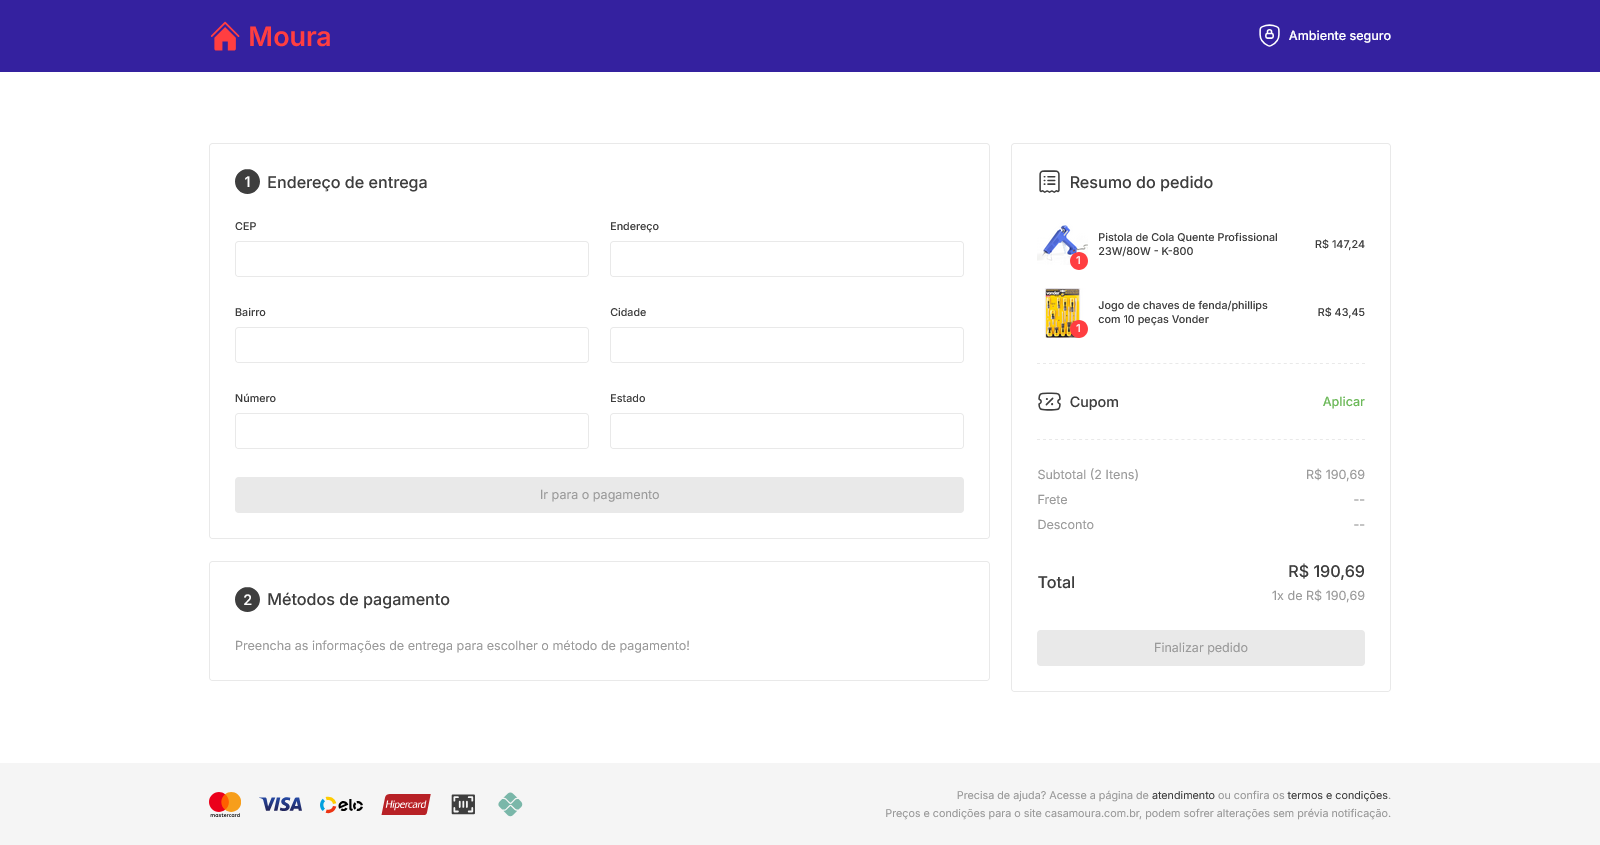 Moura
Ambiente seguro
1 Endereço de entrega
CEP
Endereço
Bairro
Cidade
Número
Estado
Ir para o pagamento
2 Métodos de pagamento
Preencha as informações de entrega para escolher o método de pagamento!
Resumo do pedido
Pistola de Cola Quente Profissional
23W/80W - K-800
R$ 147,24
1
Jogo de chaves de fenda/phillips
com 10 peças Vonder
R$ 43,45
1
Cupom
Aplicar
Subtotal (2 Itens)
R$ 190,69
Frete
--
Desconto
--
Total
R$ 190,69
1x de R$ 190,69
Finalizar pedido
mastercard
VISA
elo
Hipercard
Precisa de ajuda? Acesse a página de atendimento ou confira os termos e condições.
Preços e condições para o site casamoura.com.br, podem sofrer alterações sem prévia notificação.